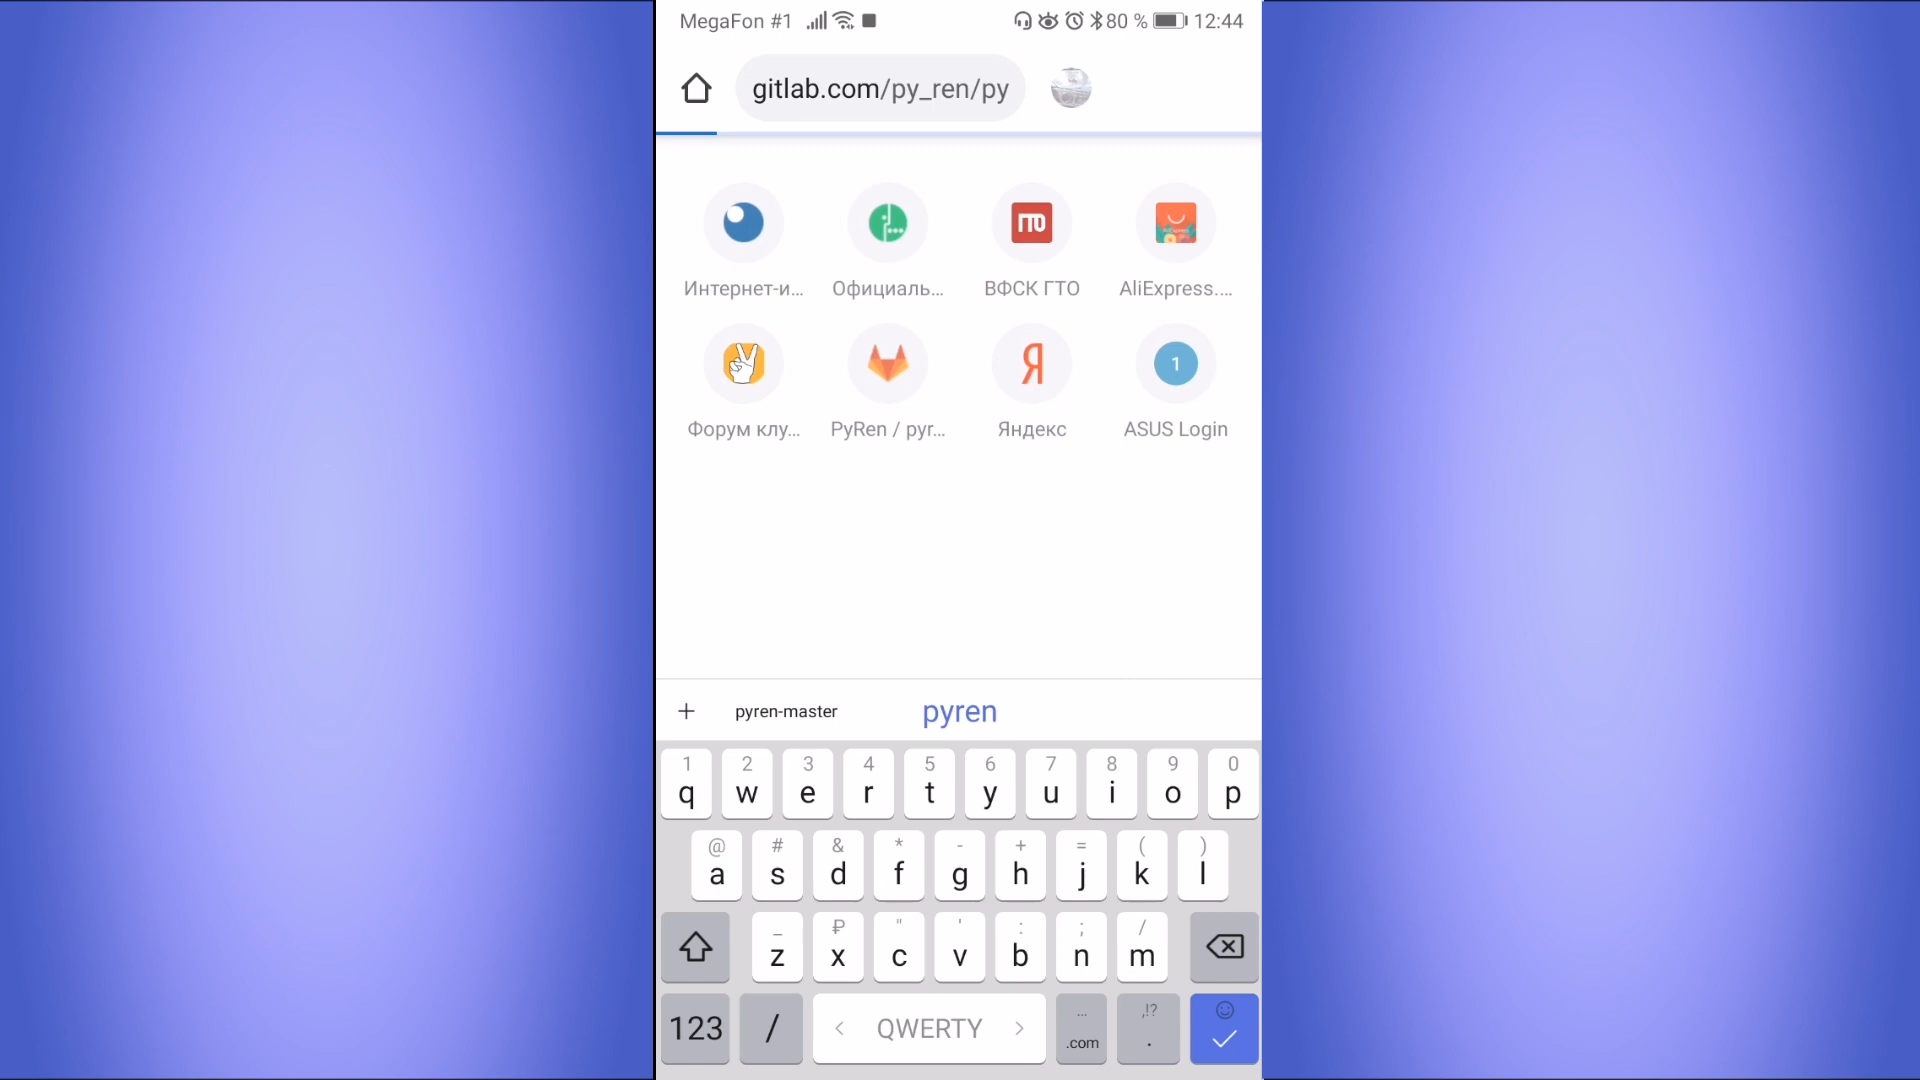 MegaFon #1 80 % 12:44
gitlab.com/py_ren/py
ГТО
Интернет-и... Официаль... ВФСК ГТО AliExpress....
Я 1
Форум клу... PyRen / pyr... Яндекс ASUS Login
+ pyren-master pyren
1 2 3 4 5 6 7 8 9 0
q w e r t y u i o p
@ # & * - + = ( )
a s d f g h j k l
_ ₽ " ' : ; /
z x c v b n m
... ,!?
123 / < QWERTY > .com .